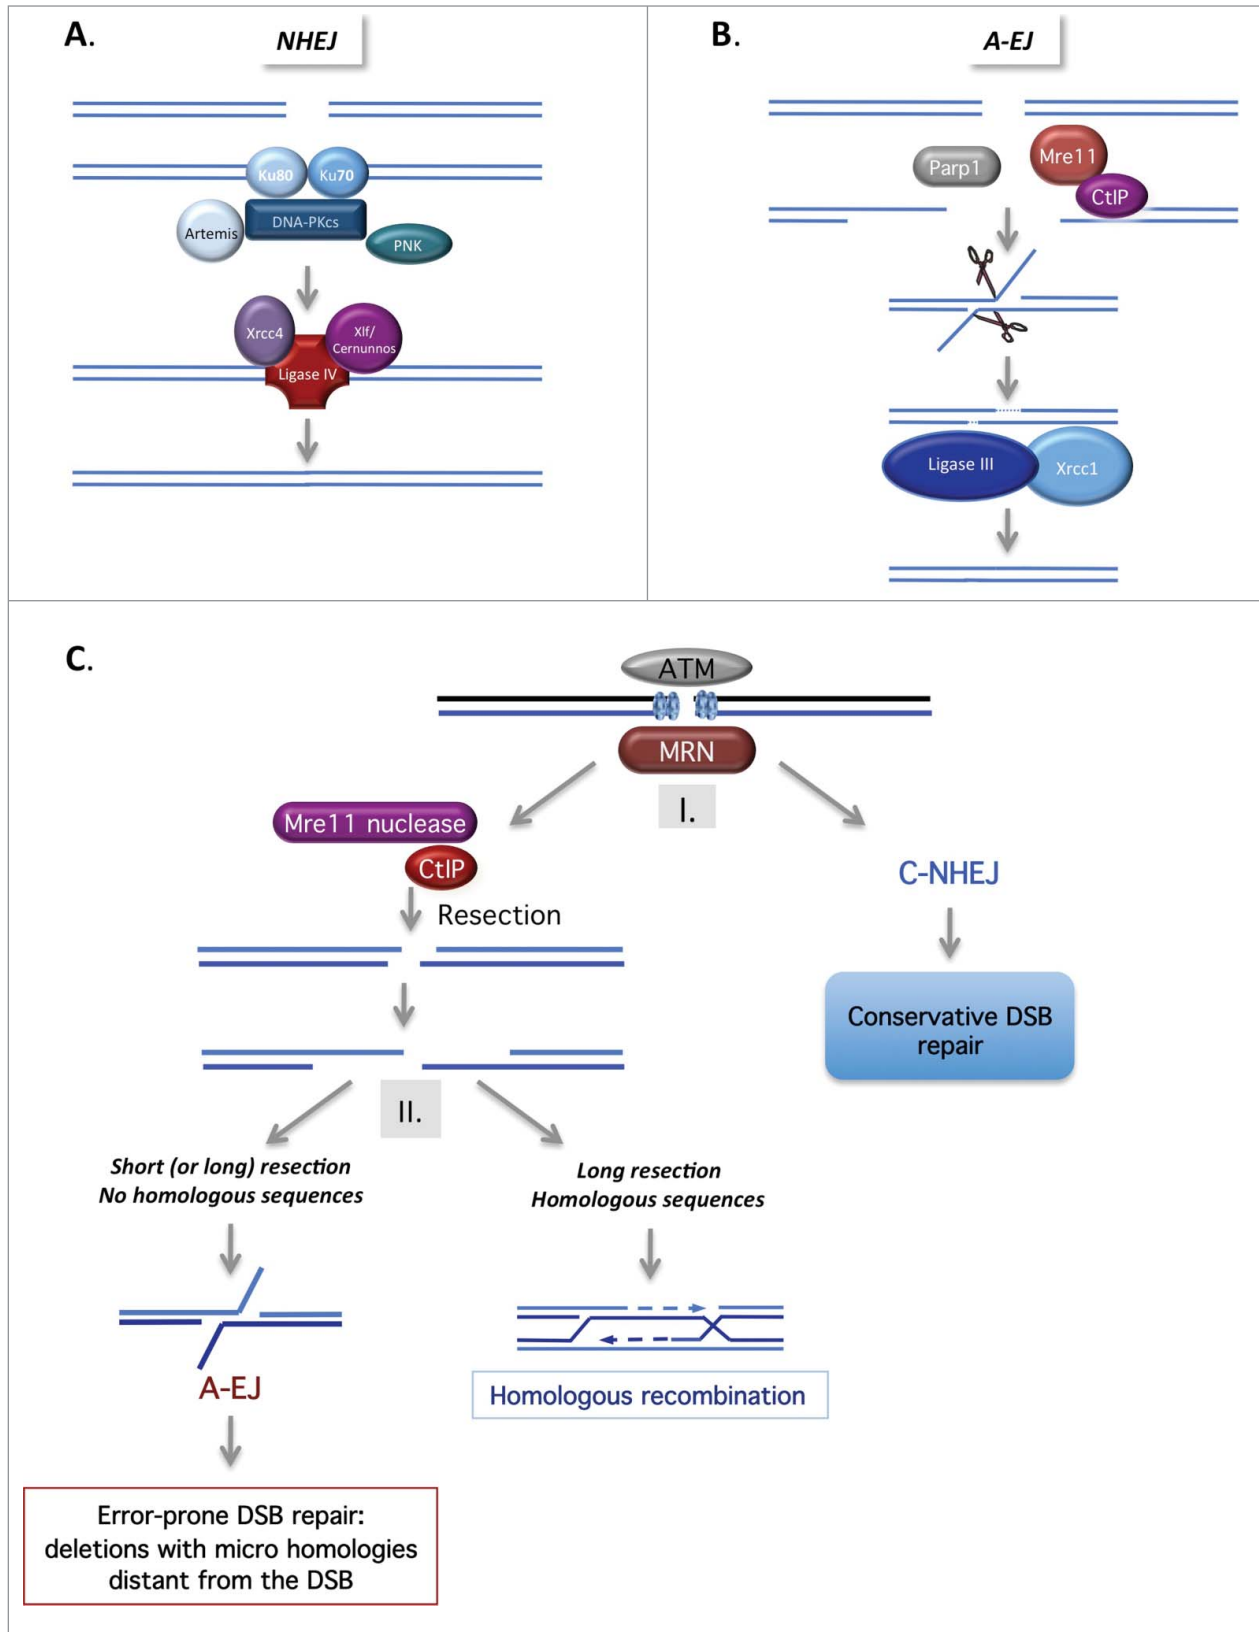 A.
NHEJ
Ku80
Ku70
Artemis
DNA-PKcs
PNK
Xrcc4
Xlf/
Cernunnos
Ligase IV
B.
A-EJ
Parp1
Mre11
CtIP
Ligase III
Xrcc1
C.
ATM
MRN
I.
Mre11 nuclease
CtIP
Resection
C-NHEJ
Conservative DSB
repair
II.
Short (or long) resection
No homologous sequences
Long resection
Homologous sequences
A-EJ
Homologous recombination
Error-prone DSB repair:
deletions with micro homologies
distant from the DSB